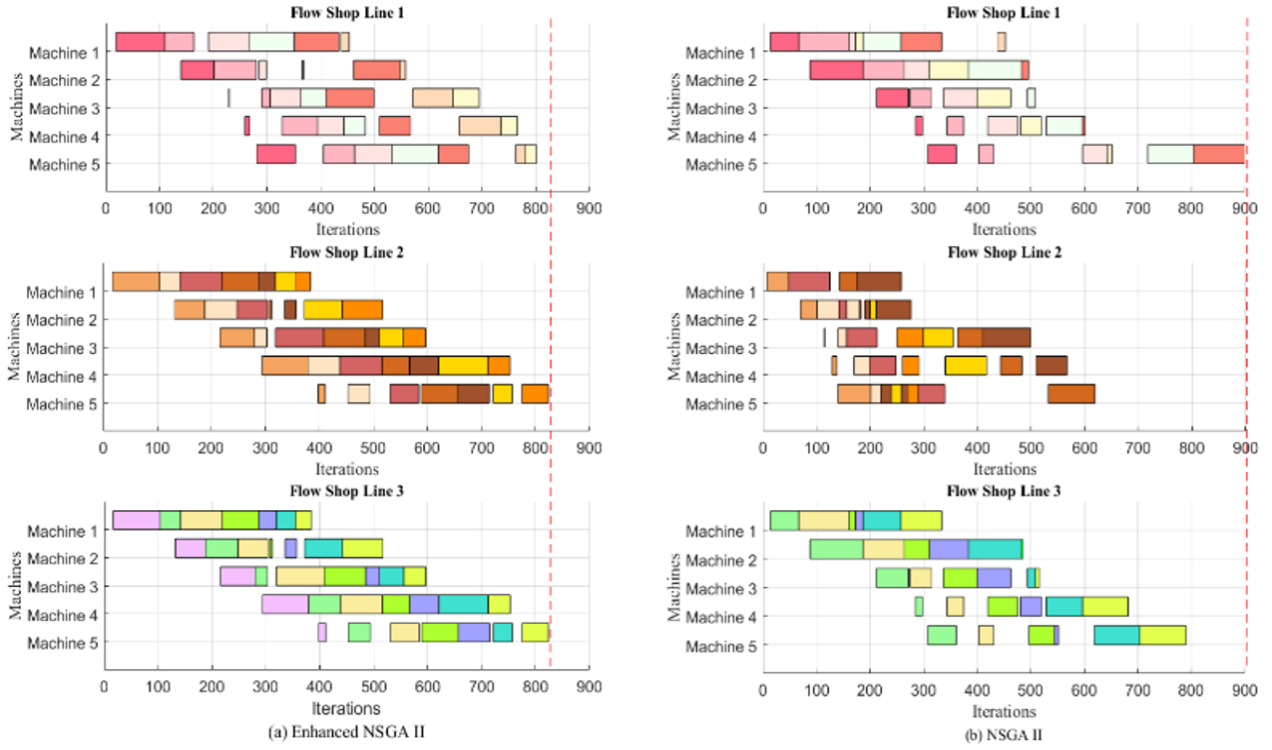 Flow Shop Line 1
Machines
Machine 1
Machine 2
Machine 3
Machine 4
Machine 5
0 100 200 300 400 500 600 700 800 900
Iterations
Flow Shop Line 2
Machines
Machine 1
Machine 2
Machine 3
Machine 4
Machine 5
0 100 200 300 400 500 600 700 800 900
Iterations
Flow Shop Line 3
Machines
Machine 1
Machine 2
Machine 3
Machine 4
Machine 5
0 100 200 300 400 500 600 700 800 900
Iterations
(a) Enhanced NSGA II
Flow Shop Line 1
Machines
Machine 1
Machine 2
Machine 3
Machine 4
Machine 5
0 100 200 300 400 500 600 700 800 900
Iterations
Flow Shop Line 2
Machines
Machine 1
Machine 2
Machine 3
Machine 4
Machine 5
0 100 200 300 400 500 600 700 800 900
Iterations
Flow Shop Line 3
Machines
Machine 1
Machine 2
Machine 3
Machine 4
Machine 5
0 100 200 300 400 500 600 700 800 900
Iterations
(b) NSGA II